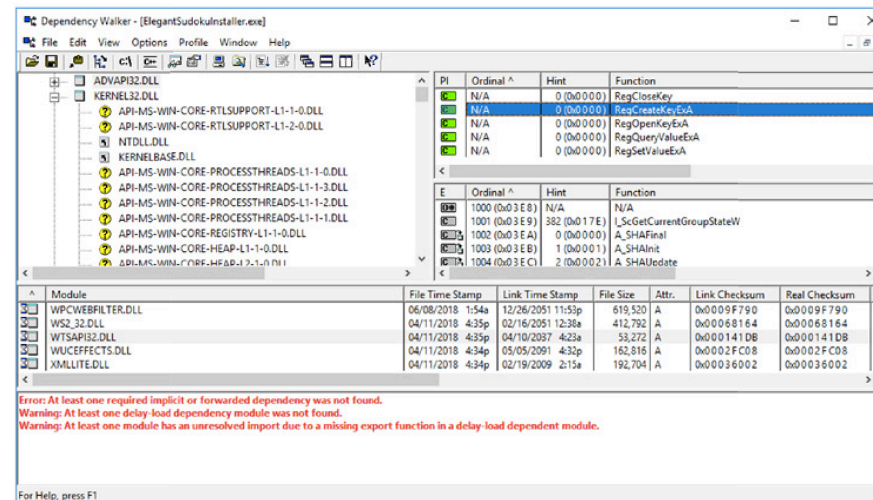 Dependency Walker - [ElegantSudokuInstaller.exe]
File Edit View Options Profile Window Help
ADVAPI32.DLL
KERNEL32.DLL
API-MS-WIN-CORE-RTLSUPPORT-L1-1-0.DLL
API-MS-WIN-CORE-RTLSUPPORT-L1-2-0.DLL
NTDLL.DLL
KERNELBASE.DLL
API-MS-WIN-CORE-PROCESSTHREADS-L1-1-0.DLL
API-MS-WIN-CORE-PROCESSTHREADS-L1-1-3.DLL
API-MS-WIN-CORE-PROCESSTHREADS-L1-1-2.DLL
API-MS-WIN-CORE-PROCESSTHREADS-L1-1-1.DLL
API-MS-WIN-CORE-REGISTRY-L1-1-0.DLL
API-MS-WIN-CORE-HEAP-L1-1-0.DLL
API-MS-WIN-CORE-HEAP-L2-1-0.DLL
PI Ordinal ^ Hint Function
N/A 0 (0x0000) RegCloseKey
N/A 0 (0x0000) RegCreateKeyExA
N/A 0 (0x0000) RegOpenKeyExA
N/A 0 (0x0000) RegQueryValueExA
N/A 0 (0x0000) RegSetValueExA
E Ordinal ^ Hint Function
1000 (0x03E8) N/A N/A
1001 (0x03E9) 382 (0x017E) I_ScGetCurrentGroupStateW
1002 (0x03EA) 0 (0x0000) A_SHAFinal
1003 (0x03EB) 1 (0x0001) A_SHAInit
1004 (0x03EC) 2 (0x0002) A_SHAUpdate
^ Module File Time Stamp Link Time Stamp File Size Attr. Link Checksum Real Checksum
WPCWEBFILTER.DLL 06/08/2018 1:54a 12/26/2051 11:53p 619,520 A 0x0009F790 0x0009F790
WS2_32.DLL 04/11/2018 4:35p 02/16/2051 12:38a 412,792 A 0x00068164 0x00068164
WTSAPI32.DLL 04/11/2018 4:35p 04/10/2037 4:23a 53,272 A 0x000141DB 0x000141DB
WUCEFFECTS.DLL 04/11/2018 4:34p 05/05/2091 4:32p 162,816 A 0x0002FC08 0x0002FC08
XMLLITE.DLL 04/11/2018 4:34p 02/19/2009 2:15a 192,704 A 0x00036002 0x00036002
Error: At least one required implicit or forwarded dependency was not found.
Warning: At least one delay-load dependency module was not found.
Warning: At least one module has an unresolved import due to a missing export function in a delay-load dependent module.
For Help, press F1